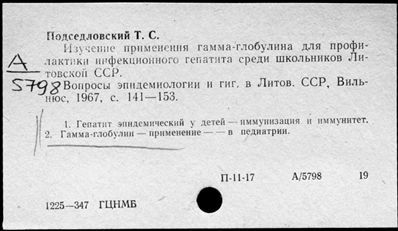 Подседловский Т. С.
Изучение применения гамма-глобулина для профи-
лактики инфекционного гепатита среди школьников Ли-
товской ССР.
А
5798
Вопросы эпидемиологии и гиг. в Литов. ССР, Виль-
нюс, 1967, с. 141—153.
1. Гепатит эпидемический у детей — иммунизация и иммунитет.
2. Гамма-глобулин — применение — — в педиатрии.
П-11-17 А/5798 19
1225—347 ГЦНМБ